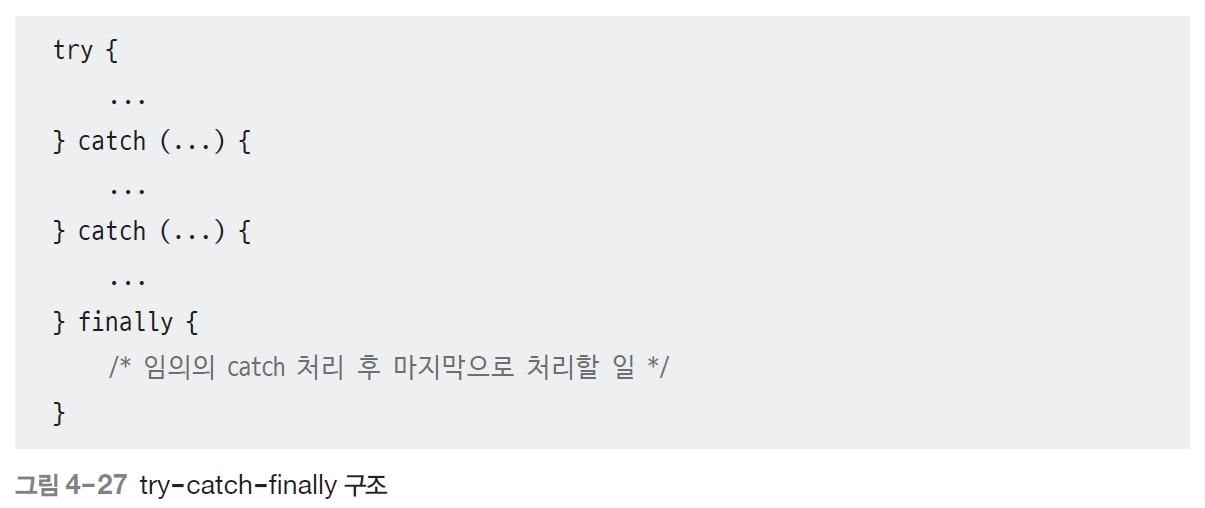 try {
...
} catch (...) {
...
} catch (...) {
...
} finally {
/* 임의의 catch 처리 후 마지막으로 처리할 일 */
}
그림 4-27 try-catch-finally 구조